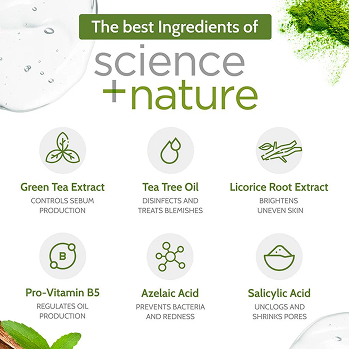 The best Ingredients of
science
+nature
Green Tea Extract
CONTROLS SEBUM
PRODUCTION
Tea Tree Oil
DISINFECTS AND
TREATS BLEMISHES
Licorice Root Extract
BRIGHTENS
UNEVEN SKIN
B
Pro-Vitamin B5
REGULATES OIL
PRODUCTION
Azelaic Acid
PREVENTS BACTERIA
AND REDNESS
Salicylic Acid
UNCLOGS AND
SHRINKS PORES